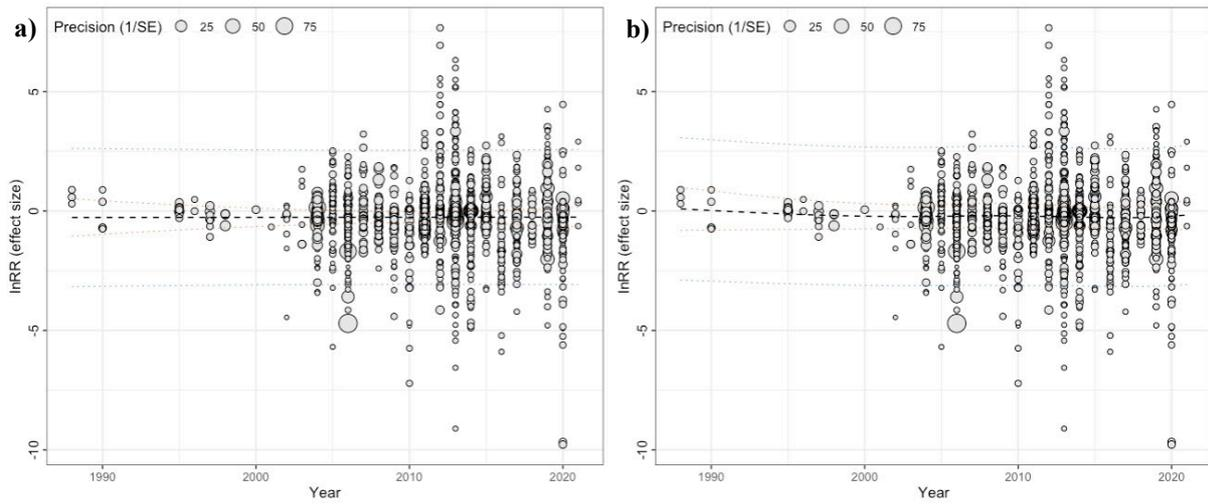 a) Precision (1/SE) 25 50 75
5
0
-5
-10
lnRR (effect size)
1990 2000 2010 2020
Year
b) Precision (1/SE) 25 50 75
5
0
-5
-10
lnRR (effect size)
1990 2000 2010 2020
Year